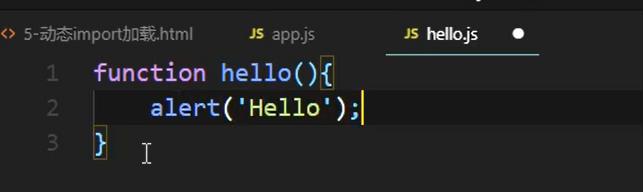 <> 5-动态import加载.html JS app.js JS hello.js
1 function hello(){
2 alert('Hello');
3 }